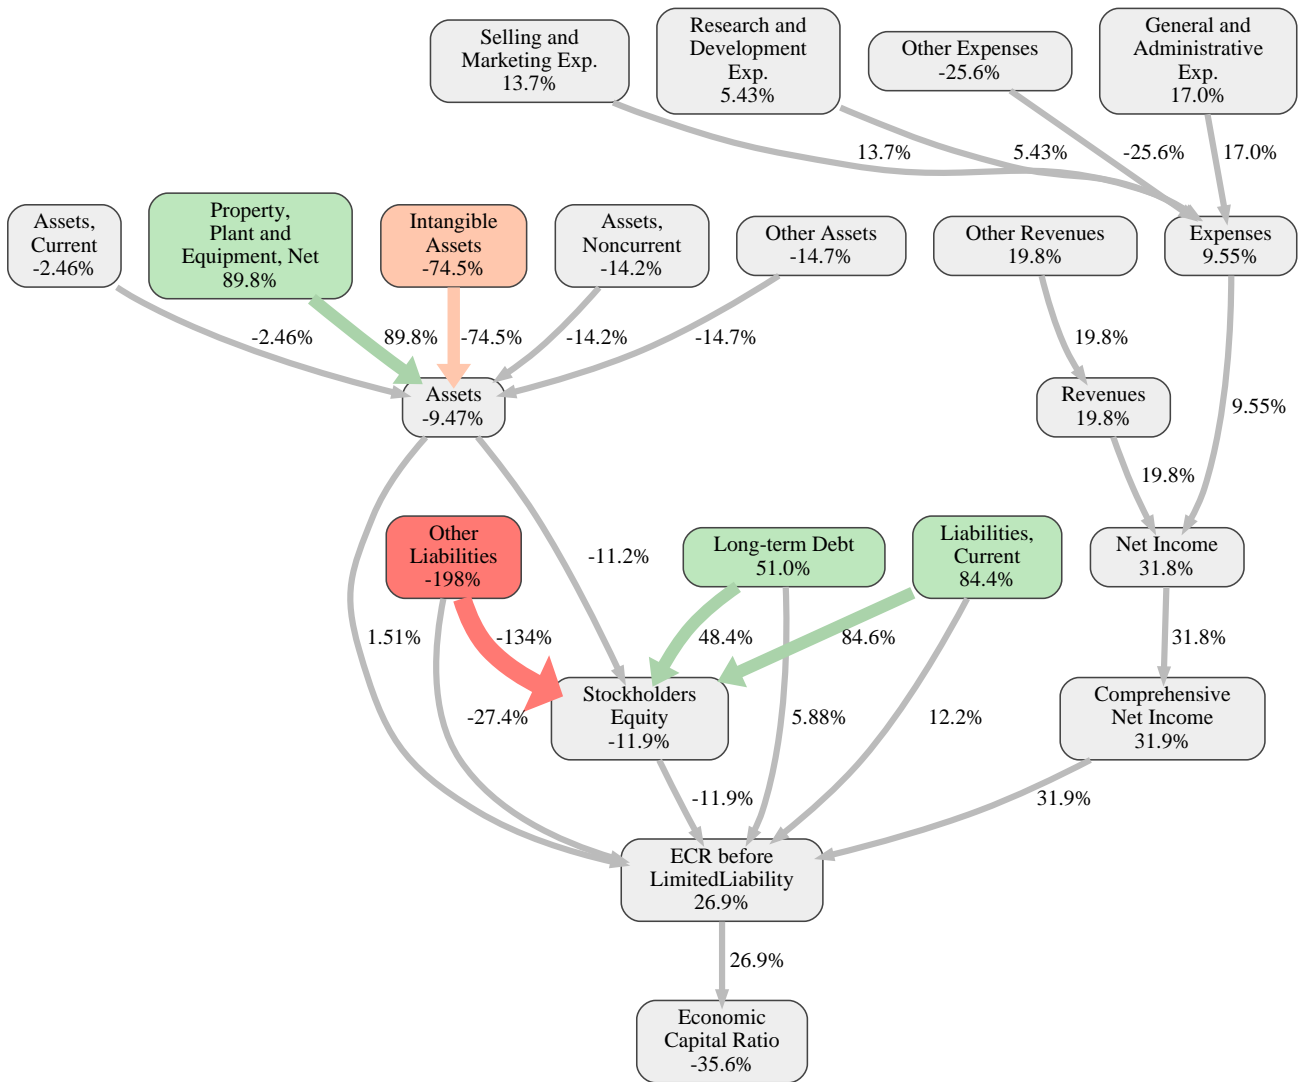 Selling and
Marketing Exp.
13.7%
Research and
Development
Exp.
5.43%
Other Expenses
-25.6%
General and
Administrative
Exp.
17.0%
13.7%
5.43%
-25.6%
17.0%
Assets,
Current
-2.46%
Property,
Plant and
Equipment, Net
89.8%
Intangible
Assets
-74.5%
Assets,
Noncurrent
-14.2%
Other Assets
-14.7%
Other Revenues
19.8%
Expenses
9.55%
-2.46%
89.8%
-74.5%
-14.2%
-14.7%
19.8%
Assets
-9.47%
Revenues
19.8%
9.55%
19.8%
Other
Liabilities
-198%
-11.2%
Long-term Debt
51.0%
Liabilities,
Current
84.4%
Net Income
31.8%
1.51%
-134%
48.4%
84.6%
31.8%
-27.4%
Stockholders
Equity
-11.9%
5.88%
12.2%
Comprehensive
Net Income
31.9%
-11.9%
31.9%
ECR before
LimitedLiability
26.9%
26.9%
Economic
Capital Ratio
-35.6%